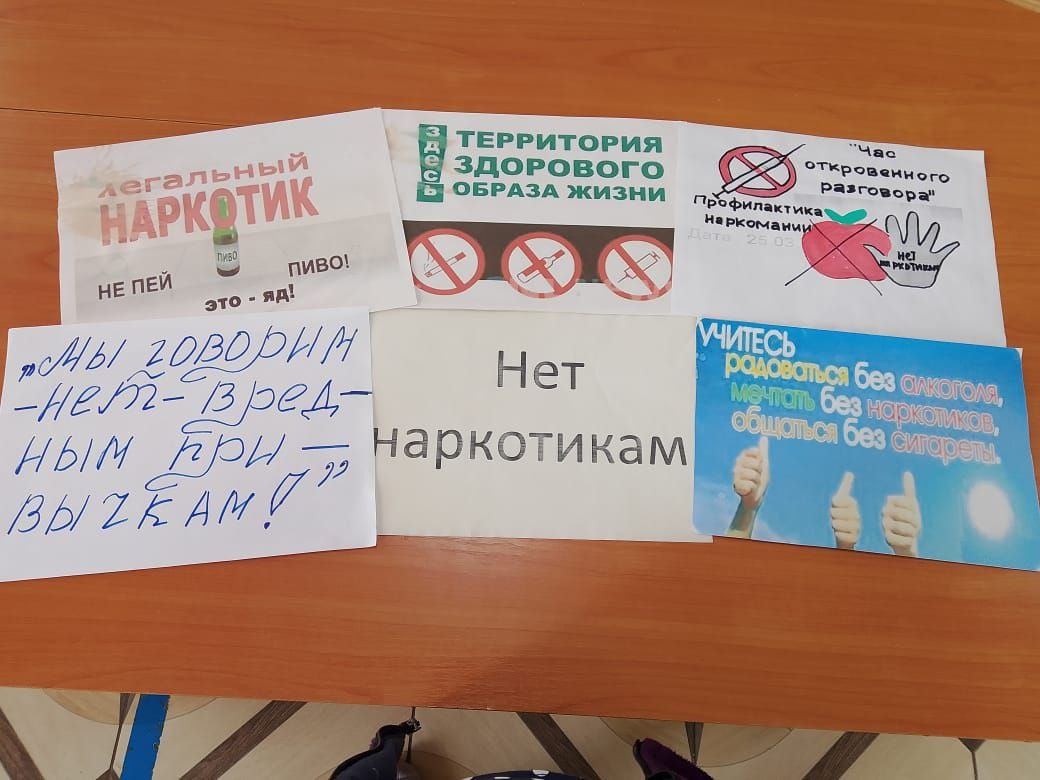 Легальный
НАРКОТИК
ПИВО
НЕ ПЕЙ
ПИВО!
это - яд!
ЗДЕСЬ
ТЕРРИТОРИЯ
ЗДОРОВОГО
ОБРАЗА ЖИЗНИ
"Час
откровенного
разговора"
Профилактика
наркомании
Дата 25.03
НЕТ
НАРКОТИКАМ
„Мы говорим
-нет- вред-
ным при-
вычкам!”
Нет
наркотикам
УЧИТЕСЬ
радоваться без алкоголя,
мечтать без наркотиков,
общаться без сигареты.